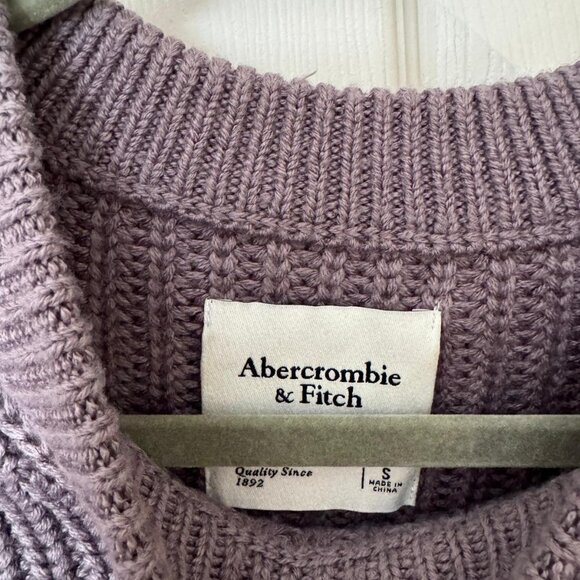 Abercrombie
& Fitch
Quality Since
1892
S
MADE IN
CHINA